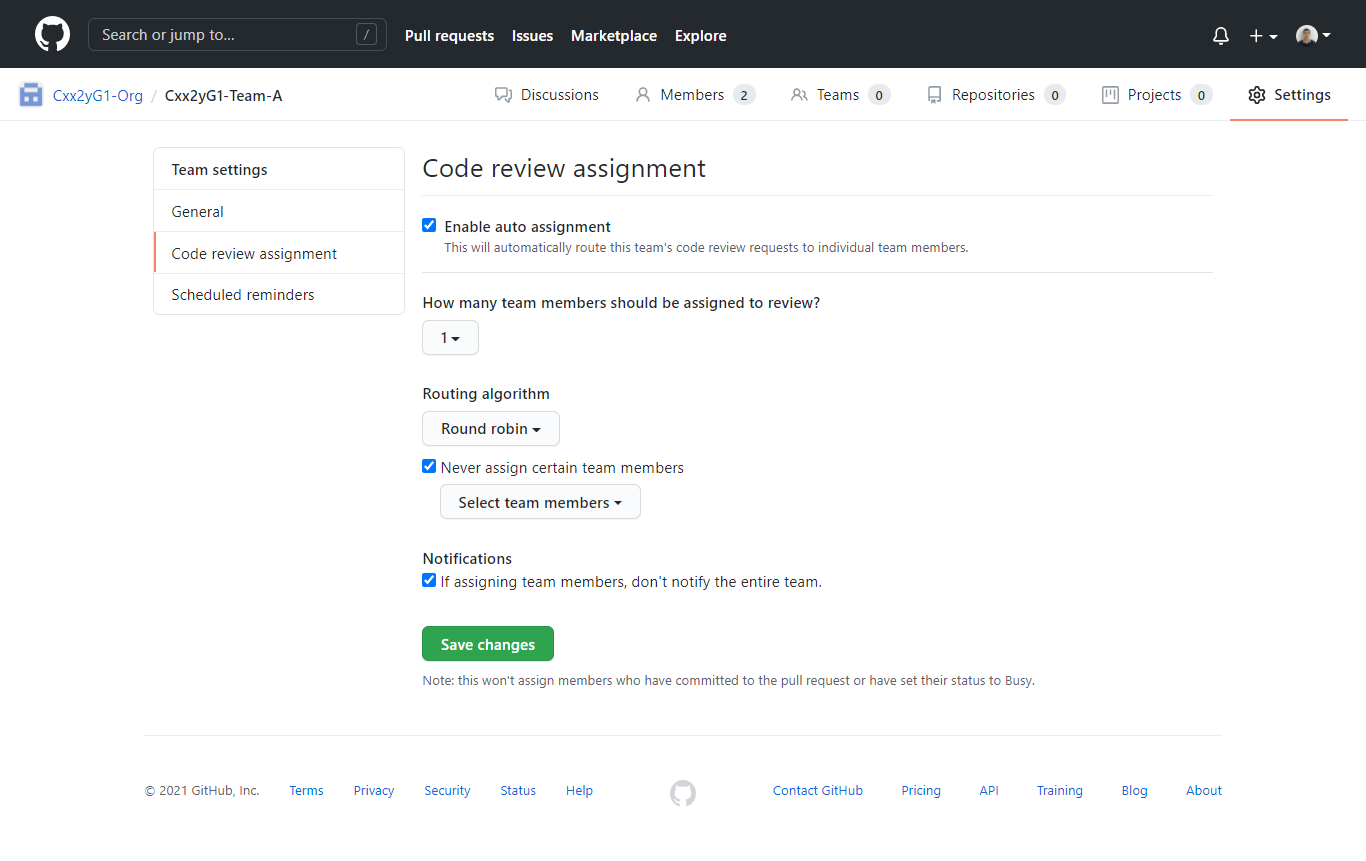 Search or jump to... /
Pull requests Issues Marketplace Explore
Cxx2yG1-Org / Cxx2yG1-Team-A
Discussions Members 2 Teams 0 Repositories 0 Projects 0 Settings
Team settings
General
Code review assignment
Scheduled reminders
Code review assignment
Enable auto assignment
This will automatically route this team's code review requests to individual team members.
How many team members should be assigned to review?
1
Routing algorithm
Round robin
Never assign certain team members
Select team members
Notifications
If assigning team members, don't notify the entire team.
Save changes
Note: this won't assign members who have committed to the pull request or have set their status to Busy.
© 2021 GitHub, Inc. Terms Privacy Security Status Help Contact GitHub Pricing API Training Blog About